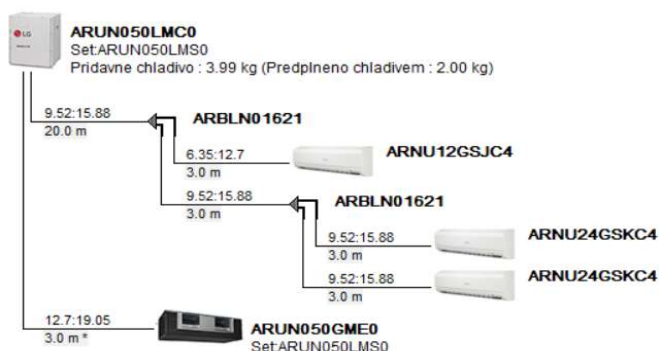 LG
ARUN050LMC0
Set:ARUN050LMS0
Pridavne chladivo : 3.99 kg (Predplneno chladivem : 2.00 kg)
9.52:15.88
20.0 m
ARBLN01621
6.35:12.7
3.0 m
ARNU12GSJC4
9.52:15.88
3.0 m
ARBLN01621
9.52:15.88
3.0 m
ARNU24GSKC4
9.52:15.88
3.0 m
ARNU24GSKC4
12.7:19.05
3.0 m *
ARUN050GME0
Set:ARUN050LMS0